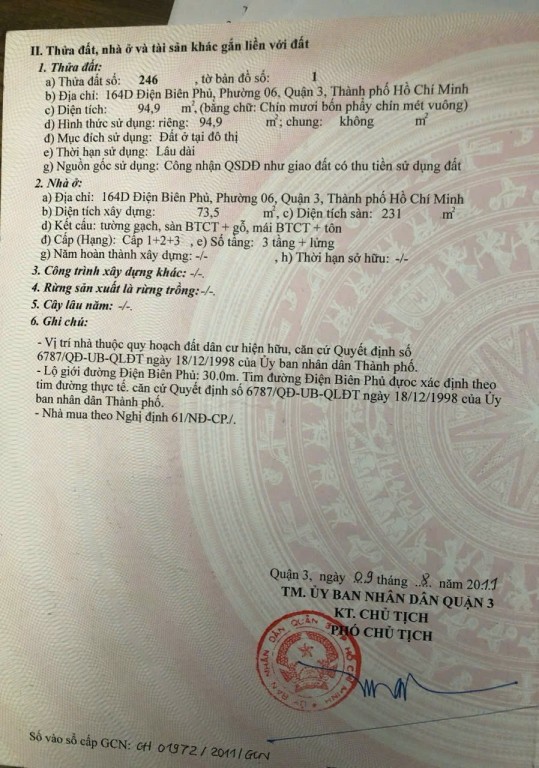 II. Thửa đất, nhà ở và tài sản khác gắn liền với đất
1. Thửa đất:
a) Thửa đất số: 246 , tờ bản đồ số: 1
b) Địa chỉ: 164D Điện Biên Phủ, Phường 06, Quận 3, Thành phố Hồ Chí Minh
c) Diện tích: 94,9 m², (bằng chữ: Chín mươi bốn phẩy chín mét vuông)
d) Hình thức sử dụng: riêng: 94,9 m²; chung: không m²
đ) Mục đích sử dụng: Đất ở tại đô thị
e) Thời hạn sử dụng: Lâu dài
g) Nguồn gốc sử dụng: Công nhận QSDĐ như giao đất có thu tiền sử dụng đất
2. Nhà ở:
a) Địa chỉ: 164D Điện Biên Phủ, Phường 06, Quận 3, Thành phố Hồ Chí Minh
b) Diện tích xây dựng: 73,5 m², c) Diện tích sàn: 231 m²
d) Kết cấu: tường gạch, sàn BTCT + gỗ, mái BTCT + tôn
đ) Cấp (Hạng): Cấp 1+2+3 , e) Số tầng: 3 tầng + lửng
g) Năm hoàn thành xây dựng: -/- , h) Thời hạn sở hữu: -/-
3. Công trình xây dựng khác: -/-.
4. Rừng sản xuất là rừng trồng:-/-.
5. Cây lâu năm: -/-.
6. Ghi chú:
- Vị trí nhà thuộc quy hoạch đất dân cư hiện hữu, căn cứ Quyết định số
6787/QĐ-UB-QLĐT ngày 18/12/1998 của Ủy ban nhân dân Thành phố.
- Lộ giới đường Điện Biên Phủ: 30.0m. Tim đường Điện Biên Phủ đựoc xác định theo
tim đường thực tế. căn cứ Quyết định số 6787/QĐ-UB-QLĐT ngày 18/12/1998 của Ủy
ban nhân dân Thành phố.
- Nhà mua theo Nghị định 61/NĐ-CP./.
Quận 3, ngày 09 tháng 8. năm 2011
TM. ỦY BAN NHÂN DÂN QUẬN 3
KT. CHỦ TỊCH
PHÓ CHỦ TỊCH
ỦY BAN NHÂN DÂN QUẬN 3 TP HỒ CHÍ MINH
Số vào sổ cấp GCN: CH 01972/2011/GCN